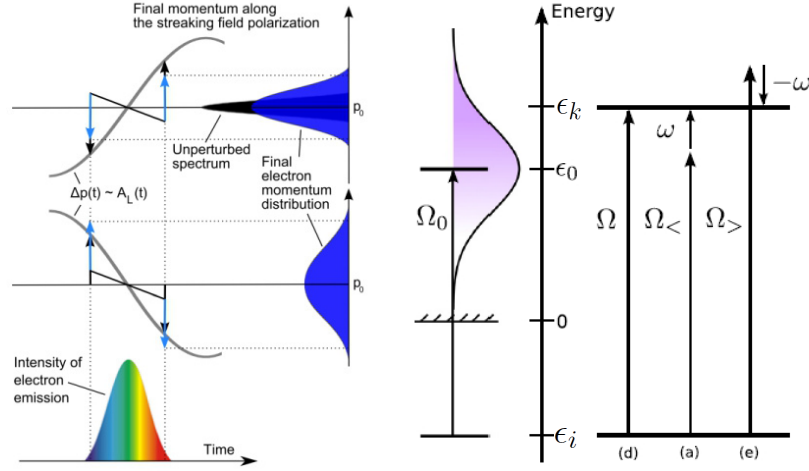 Final momentum along
the streaking field polarization
p₀
Unperturbed
spectrum
Final
electron
momentum
distribution
Δp(t) ~ A_L(t)
p₀
Intensity of
electron
emission
Time
Energy
ϵₖ
ϵ₀
0
ϵᵢ
Ω₀
−ω
ω
Ω
Ω<
Ω>
(d)
(a)
(e)